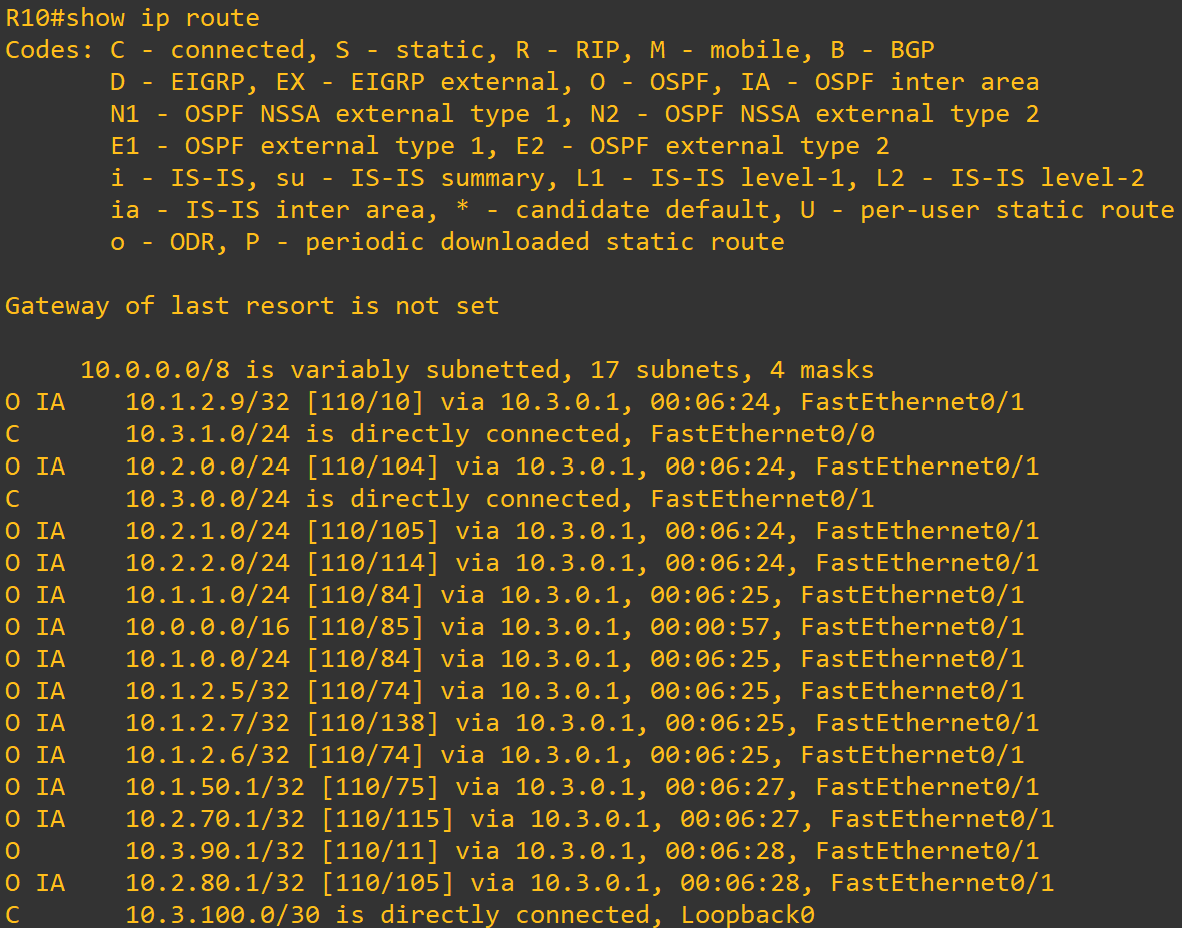 R10#show ip route
Codes: C - connected, S - static, R - RIP, M - mobile, B - BGP
       D - EIGRP, EX - EIGRP external, O - OSPF, IA - OSPF inter area
       N1 - OSPF NSSA external type 1, N2 - OSPF NSSA external type 2
       E1 - OSPF external type 1, E2 - OSPF external type 2
       i - IS-IS, su - IS-IS summary, L1 - IS-IS level-1, L2 - IS-IS level-2
       ia - IS-IS inter area, * - candidate default, U - per-user static route
       o - ODR, P - periodic downloaded static route

Gateway of last resort is not set

     10.0.0.0/8 is variably subnetted, 17 subnets, 4 masks
O IA    10.1.2.9/32 [110/10] via 10.3.0.1, 00:06:24, FastEthernet0/1
C       10.3.1.0/24 is directly connected, FastEthernet0/0
O IA    10.2.0.0/24 [110/104] via 10.3.0.1, 00:06:24, FastEthernet0/1
C       10.3.0.0/24 is directly connected, FastEthernet0/1
O IA    10.2.1.0/24 [110/105] via 10.3.0.1, 00:06:24, FastEthernet0/1
O IA    10.2.2.0/24 [110/114] via 10.3.0.1, 00:06:24, FastEthernet0/1
O IA    10.1.1.0/24 [110/84] via 10.3.0.1, 00:06:25, FastEthernet0/1
O IA    10.0.0.0/16 [110/85] via 10.3.0.1, 00:00:57, FastEthernet0/1
O IA    10.1.0.0/24 [110/84] via 10.3.0.1, 00:06:25, FastEthernet0/1
O IA    10.1.2.5/32 [110/74] via 10.3.0.1, 00:06:25, FastEthernet0/1
O IA    10.1.2.7/32 [110/138] via 10.3.0.1, 00:06:25, FastEthernet0/1
O IA    10.1.2.6/32 [110/74] via 10.3.0.1, 00:06:25, FastEthernet0/1
O IA    10.1.50.1/32 [110/75] via 10.3.0.1, 00:06:27, FastEthernet0/1
O IA    10.2.70.1/32 [110/115] via 10.3.0.1, 00:06:27, FastEthernet0/1
O       10.3.90.1/32 [110/11] via 10.3.0.1, 00:06:28, FastEthernet0/1
O IA    10.2.80.1/32 [110/105] via 10.3.0.1, 00:06:28, FastEthernet0/1
C       10.3.100.0/30 is directly connected, Loopback0